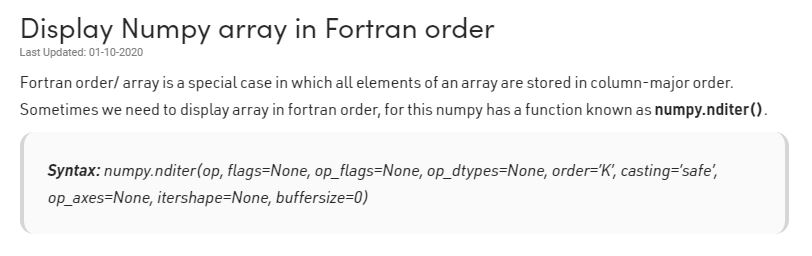 Display Numpy array in Fortran order
Last Updated: 01-10-2020
Fortran order/ array is a special case in which all elements of an array are stored in column-major order.
Sometimes we need to display array in fortran order, for this numpy has a function known as numpy.nditer().
Syntax: numpy.nditer(op, flags=None, op_flags=None, op_dtypes=None, order=’K’, casting=’safe’,
op_axes=None, itershape=None, buffersize=0)